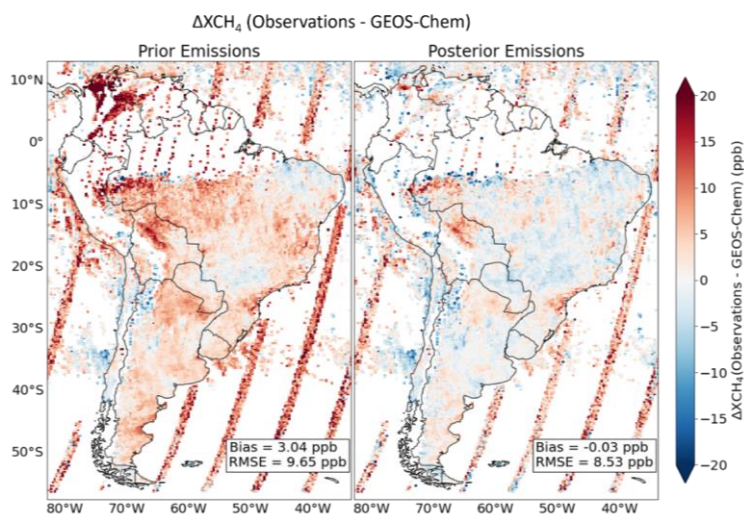 ΔXCH₄ (Observations - GEOS-Chem)
Prior Emissions
Posterior Emissions
10°N
0°
10°S
20°S
30°S
40°S
50°S
Bias = 3.04 ppb
RMSE = 9.65 ppb
Bias = -0.03 ppb
RMSE = 8.53 ppb
80°W 70°W 60°W 50°W 40°W
80°W 70°W 60°W 50°W 40°W
20
15
10
5
0
−5
−10
−15
−20
ΔXCH4(Observations - GEOS-Chem) (ppb)